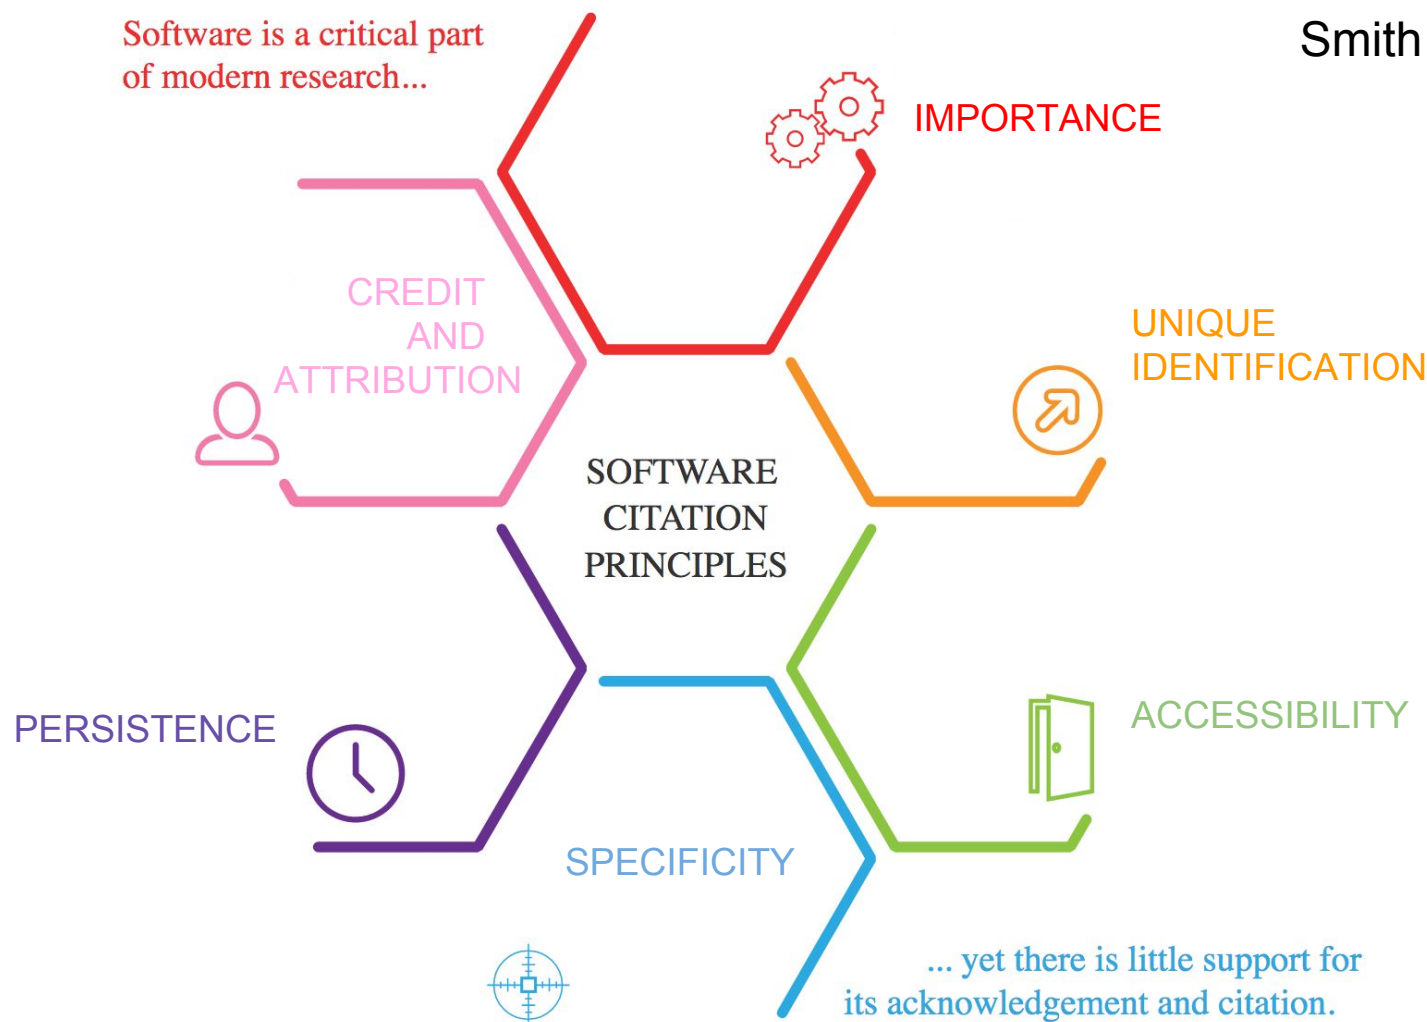 Software is a critical part
of modern research...
Smith
IMPORTANCE
CREDIT
AND
ATTRIBUTION
UNIQUE
IDENTIFICATION
SOFTWARE
CITATION
PRINCIPLES
PERSISTENCE
ACCESSIBILITY
SPECIFICITY
... yet there is little support for
its acknowledgement and citation.